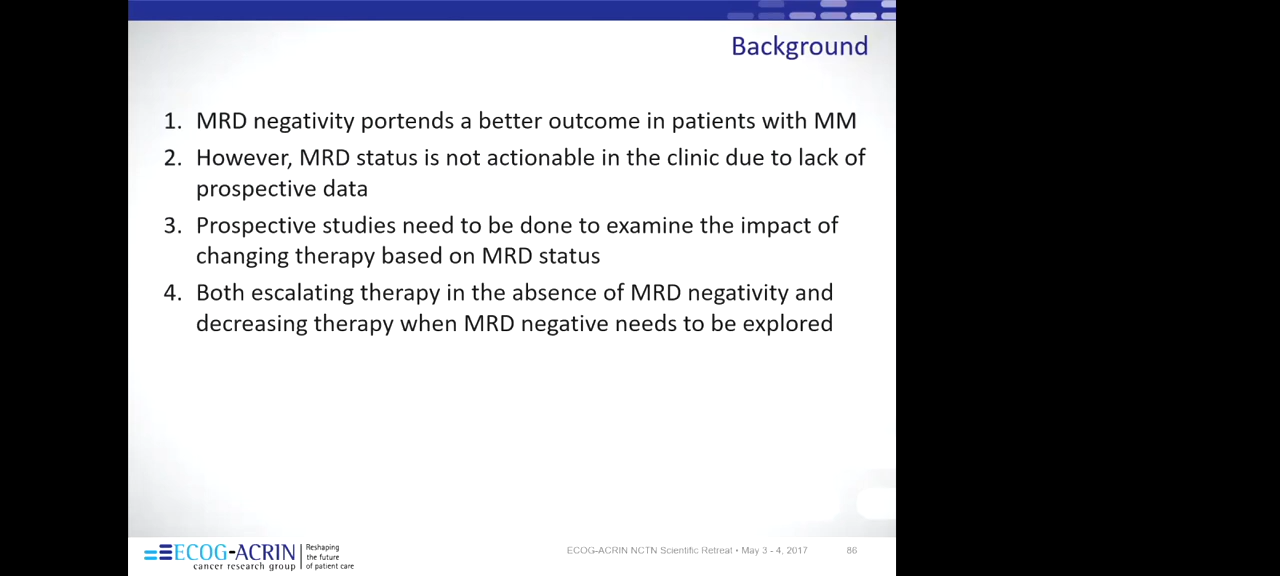 Background
1. MRD negativity portends a better outcome in patients with MM
2. However, MRD status is not actionable in the clinic due to lack of
prospective data
3. Prospective studies need to be done to examine the impact of
changing therapy based on MRD status
4. Both escalating therapy in the absence of MRD negativity and
decreasing therapy when MRD negative needs to be explored
ECOG-ACRIN
cancer research group
Reshaping
the future
of patient care
ECOG-ACRIN NCTN Scientific Retreat • May 3 - 4, 2017 86